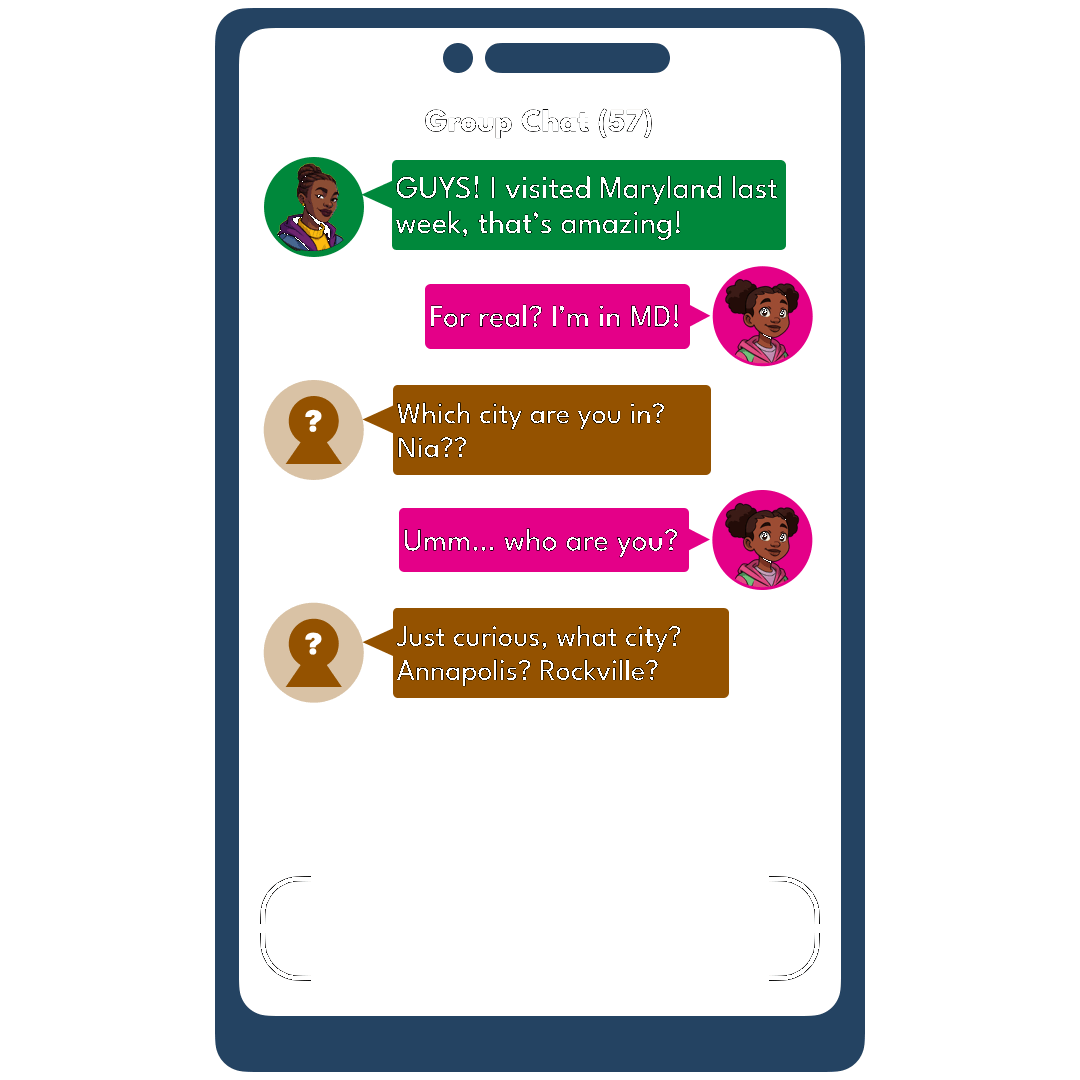 Group Chat (57)
GUYS! I visited Maryland last
week, that’s amazing!
For real? I’m in MD!
Which city are you in?
Nia??
Umm... who are you?
Just curious, what city?
Annapolis? Rockville?
?
?